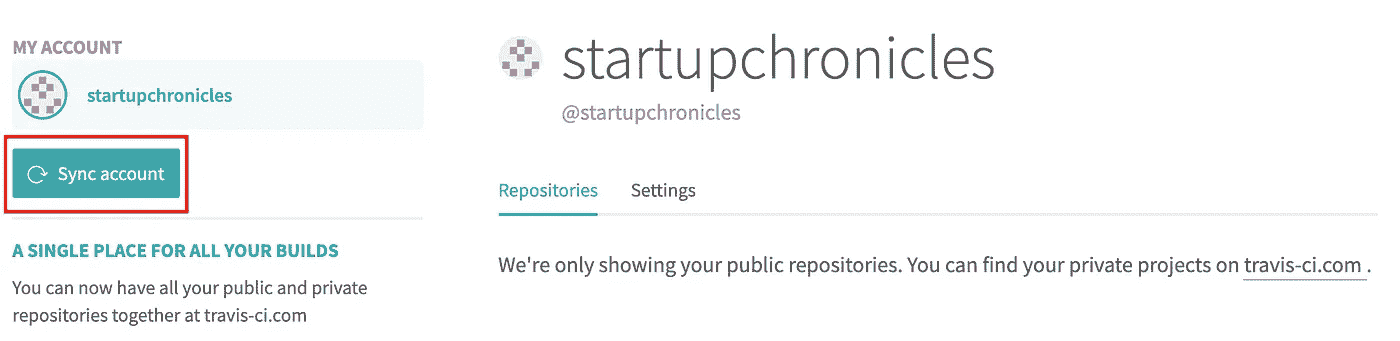 MY ACCOUNT
startupchronicles
Sync account
A SINGLE PLACE FOR ALL YOUR BUILDS
You can now have all your public and private
repositories together at travis-ci.com
startupchronicles
@startupchronicles
Repositories Settings
We're only showing your public repositories. You can find your private projects on travis-ci.com .